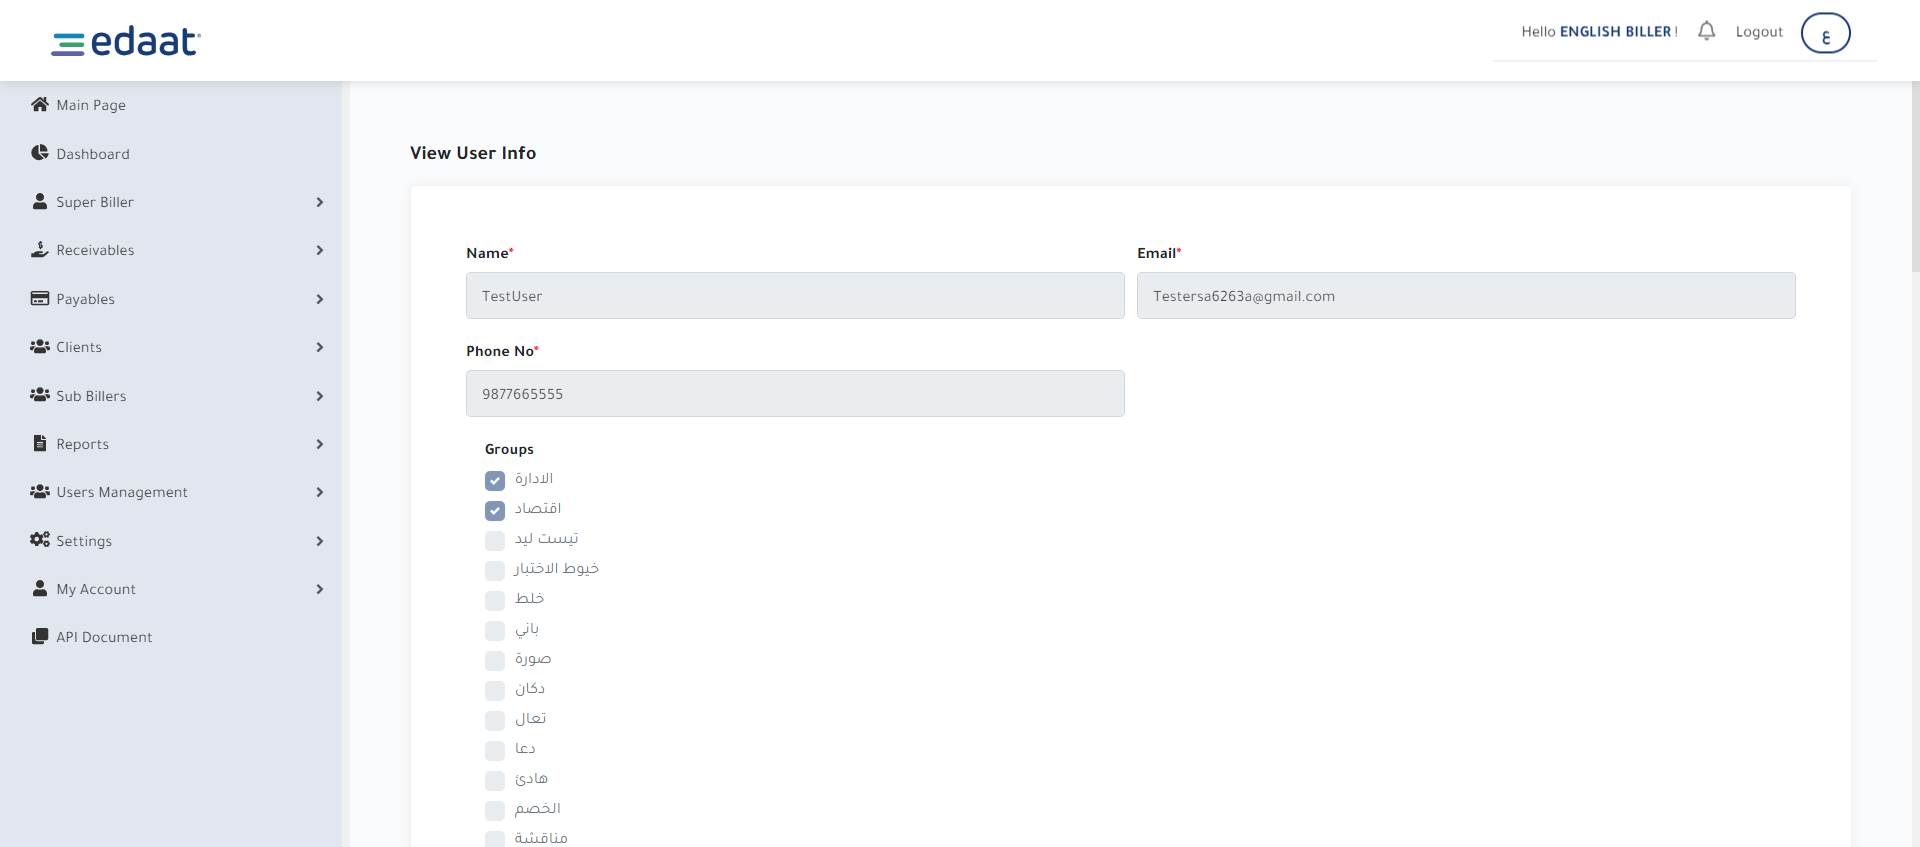 edaat
Hello ENGLISH BILLER !
Logout
ع
Main Page
Dashboard
Super Biller
Receivables
Payables
Clients
Sub Billers
Reports
Users Management
Settings
My Account
API Document
View User Info
Name*
Email*
TestUser
Testersa6263a@gmail.com
Phone No*
9877665555
Groups
الادارة
اقتصاد
تيست ليد
خيوط الاختبار
خلط
باني
صورة
دكان
تعال
دعا
هادئ
الخصم
مناقشة